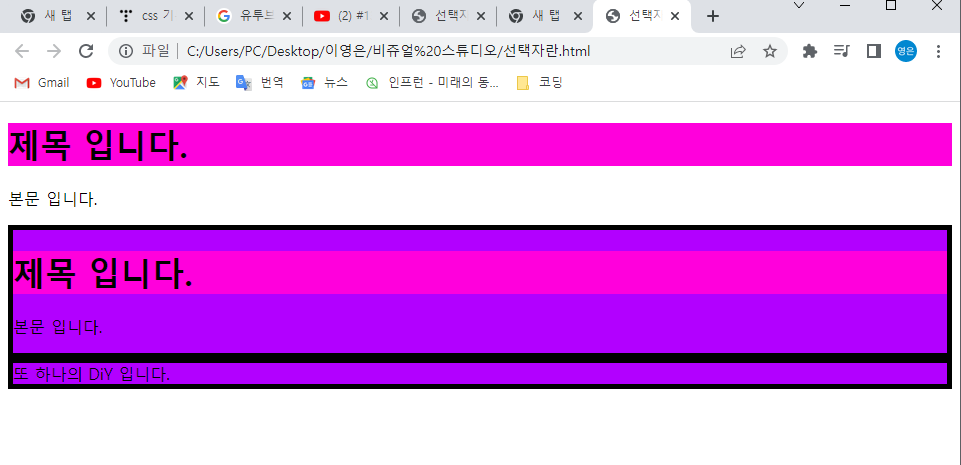 새 탭
css 기
유투브
(2) #1
선택자
새 탭
선택자
파일
C:/Users/PC/Desktop/이영은/비쥬얼%20스튜디오/선택자란.html
영은
Gmail
YouTube
지도
번역
뉴스
인프런 - 미래의 동...
코딩
제목 입니다.
본문 입니다.
제목 입니다.
본문 입니다.
또 하나의 DiY 입니다.